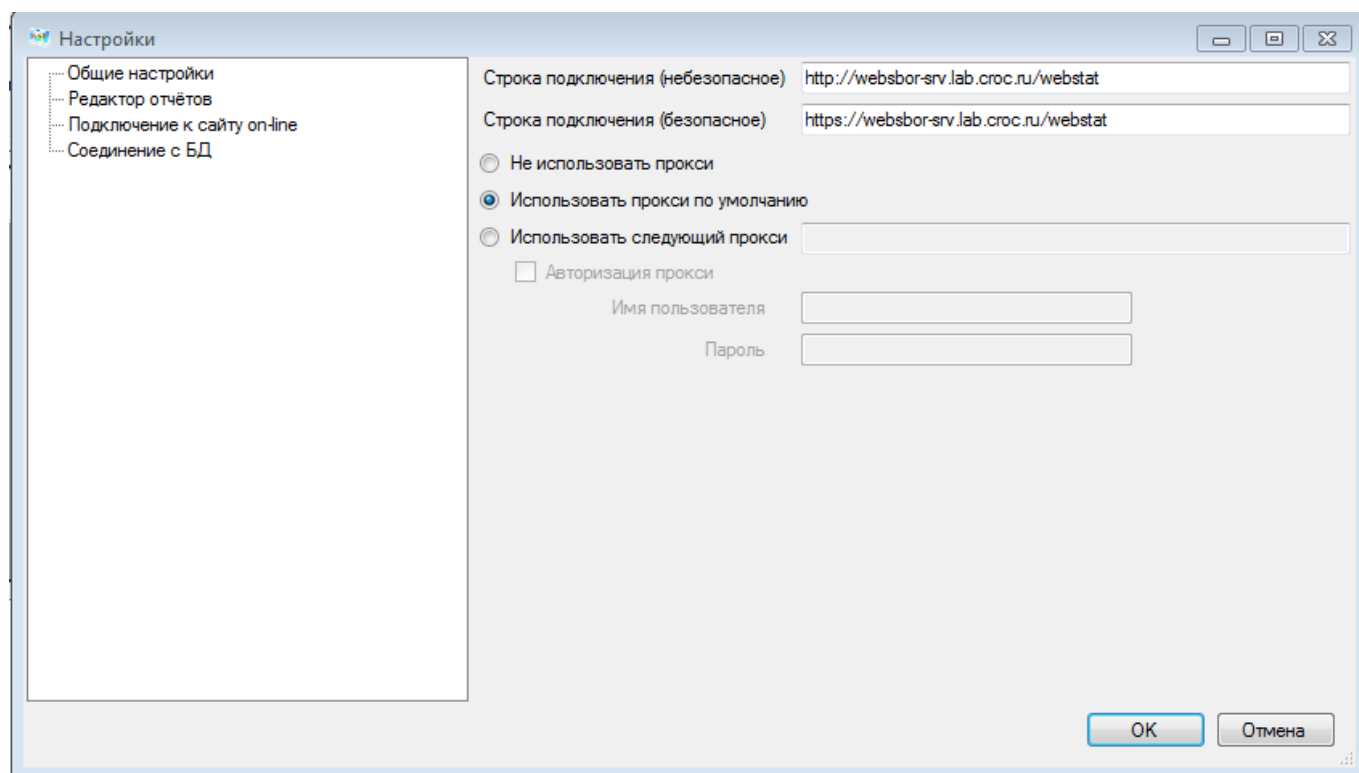 Настройки
Общие настройки
Редактор отчётов
Подключение к сайту on-line
Соединение с БД
Строка подключения (небезопасное) http://websbor-srv.lab.croc.ru/webstat
Строка подключения (безопасное) https://websbor-srv.lab.croc.ru/webstat
Не использовать прокси
Использовать прокси по умолчанию
Использовать следующий прокси
Авторизация прокси
Имя пользователя
Пароль
OK Отмена